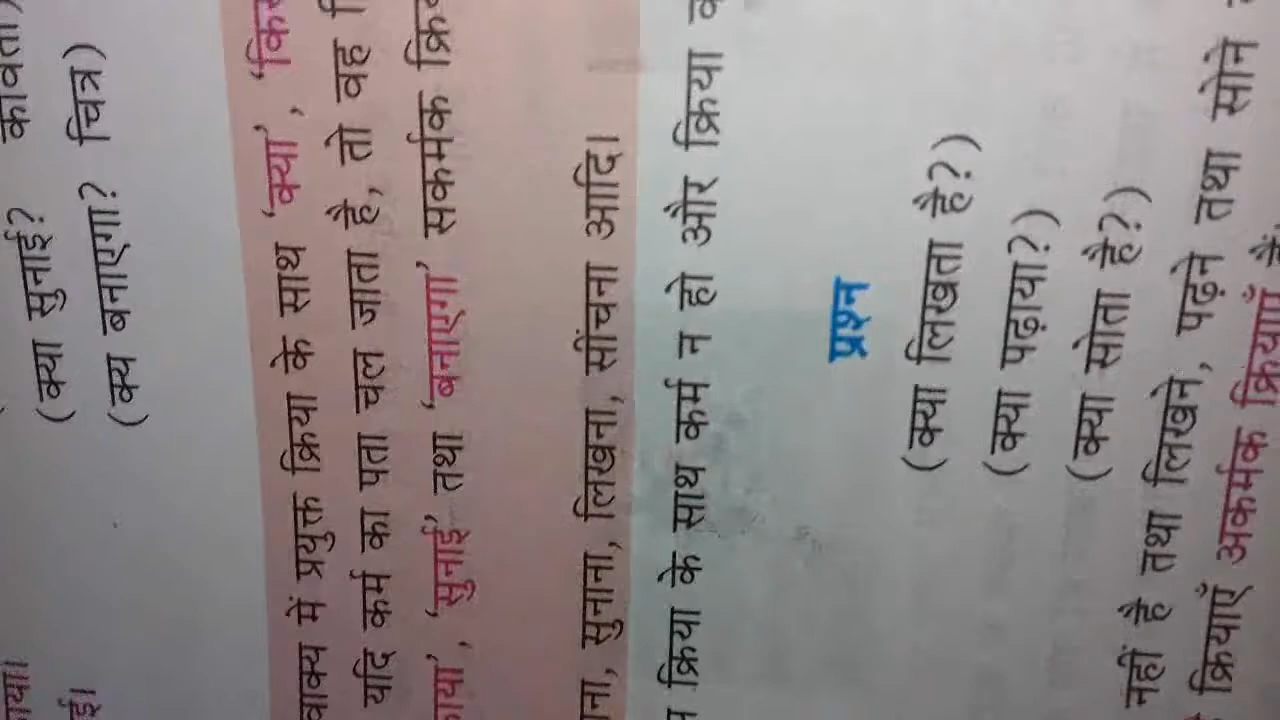 (क्या सुनाई? कविता)
(क्य बनाएगा? चित्र)
वाक्य में प्रयुक्त क्रिया के साथ 'क्या',
यदि कर्म का पता चल जाता है, तो वह
'सुनाई' तथा 'बनाएगा' सकर्मक
सुनाना, लिखना, सींचना आदि।
क्रिया के साथ कर्म न हो और क्रिया
प्रश्न
(क्या लिखता है?)
(क्या पढ़ाया?)
(क्या सोता है?)
नहीं है तथा लिखने, पढ़ने तथा सोने
क्रियाएँ अकर्मक क्रियाएँ हैं